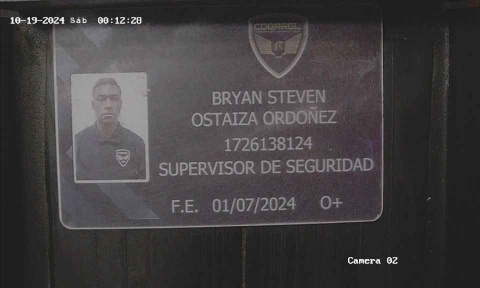 10-19-2024 Sáb 00:12:28
COSARGL
BRYAN STEVEN
OSTAIZA ORDOÑEZ
1726138124
SUPERVISOR DE SEGURIDAD
F.E. 01/07/2024 O+
Camera 02